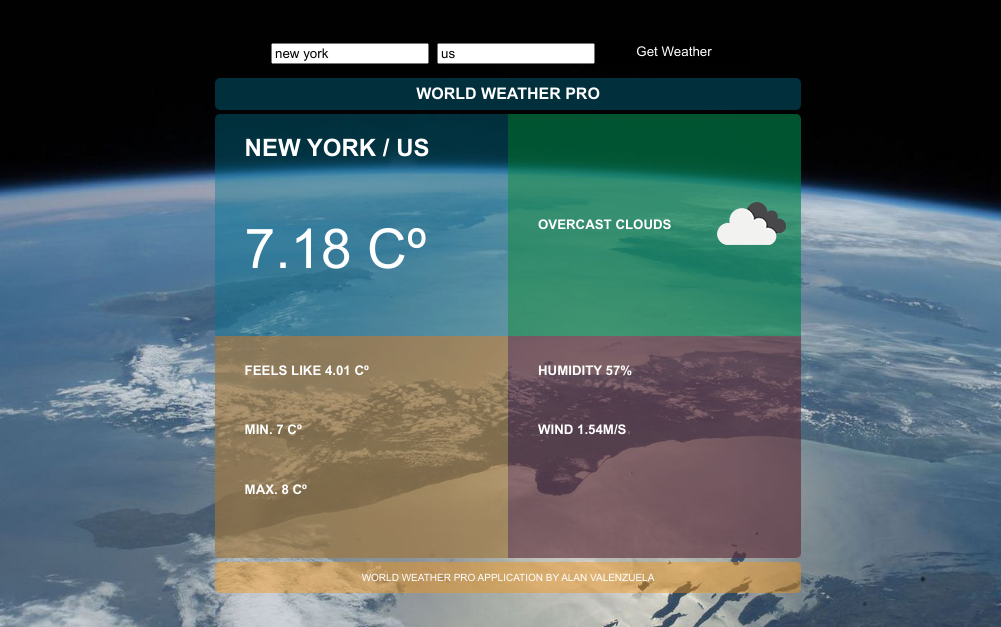 new york us Get Weather
WORLD WEATHER PRO
NEW YORK / US
7.18 Cº
OVERCAST CLOUDS
FEELS LIKE 4.01 Cº
MIN. 7 Cº
MAX. 8 Cº
HUMIDITY 57%
WIND 1.54M/S
WORLD WEATHER PRO APPLICATION BY ALAN VALENZUELA